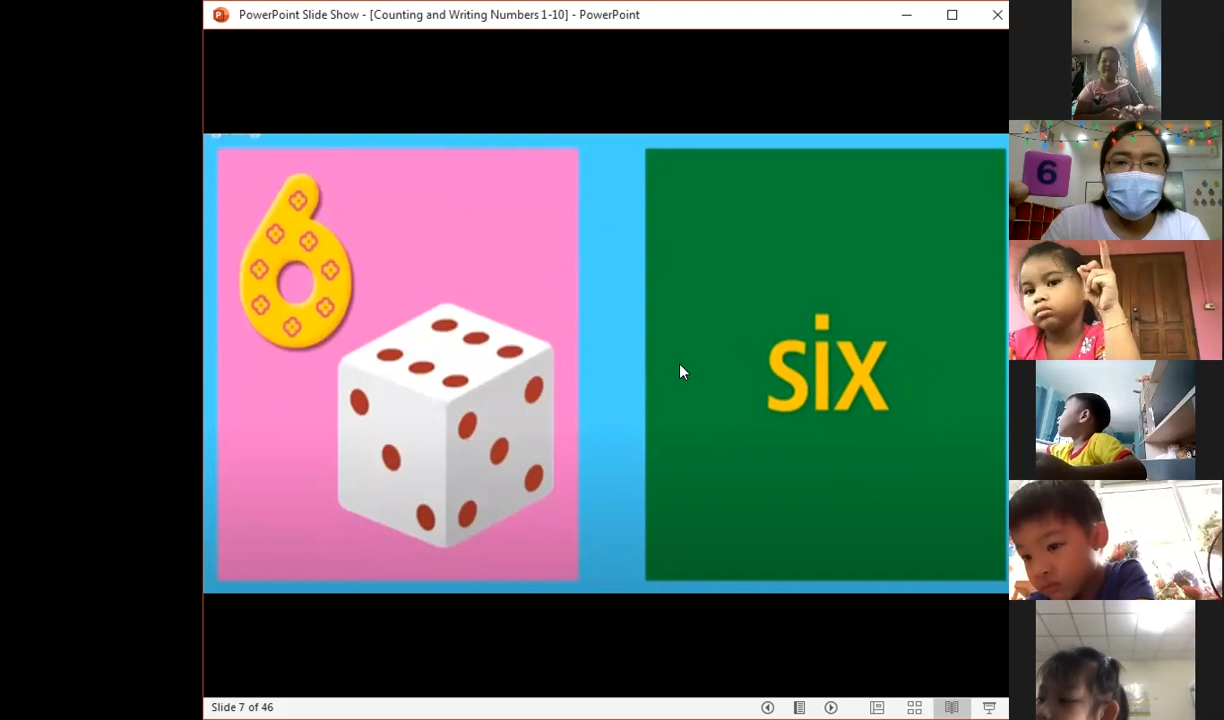 PowerPoint Slide Show - [Counting and Writing Numbers 1-10] - PowerPoint
6
six
6
Slide 7 of 46